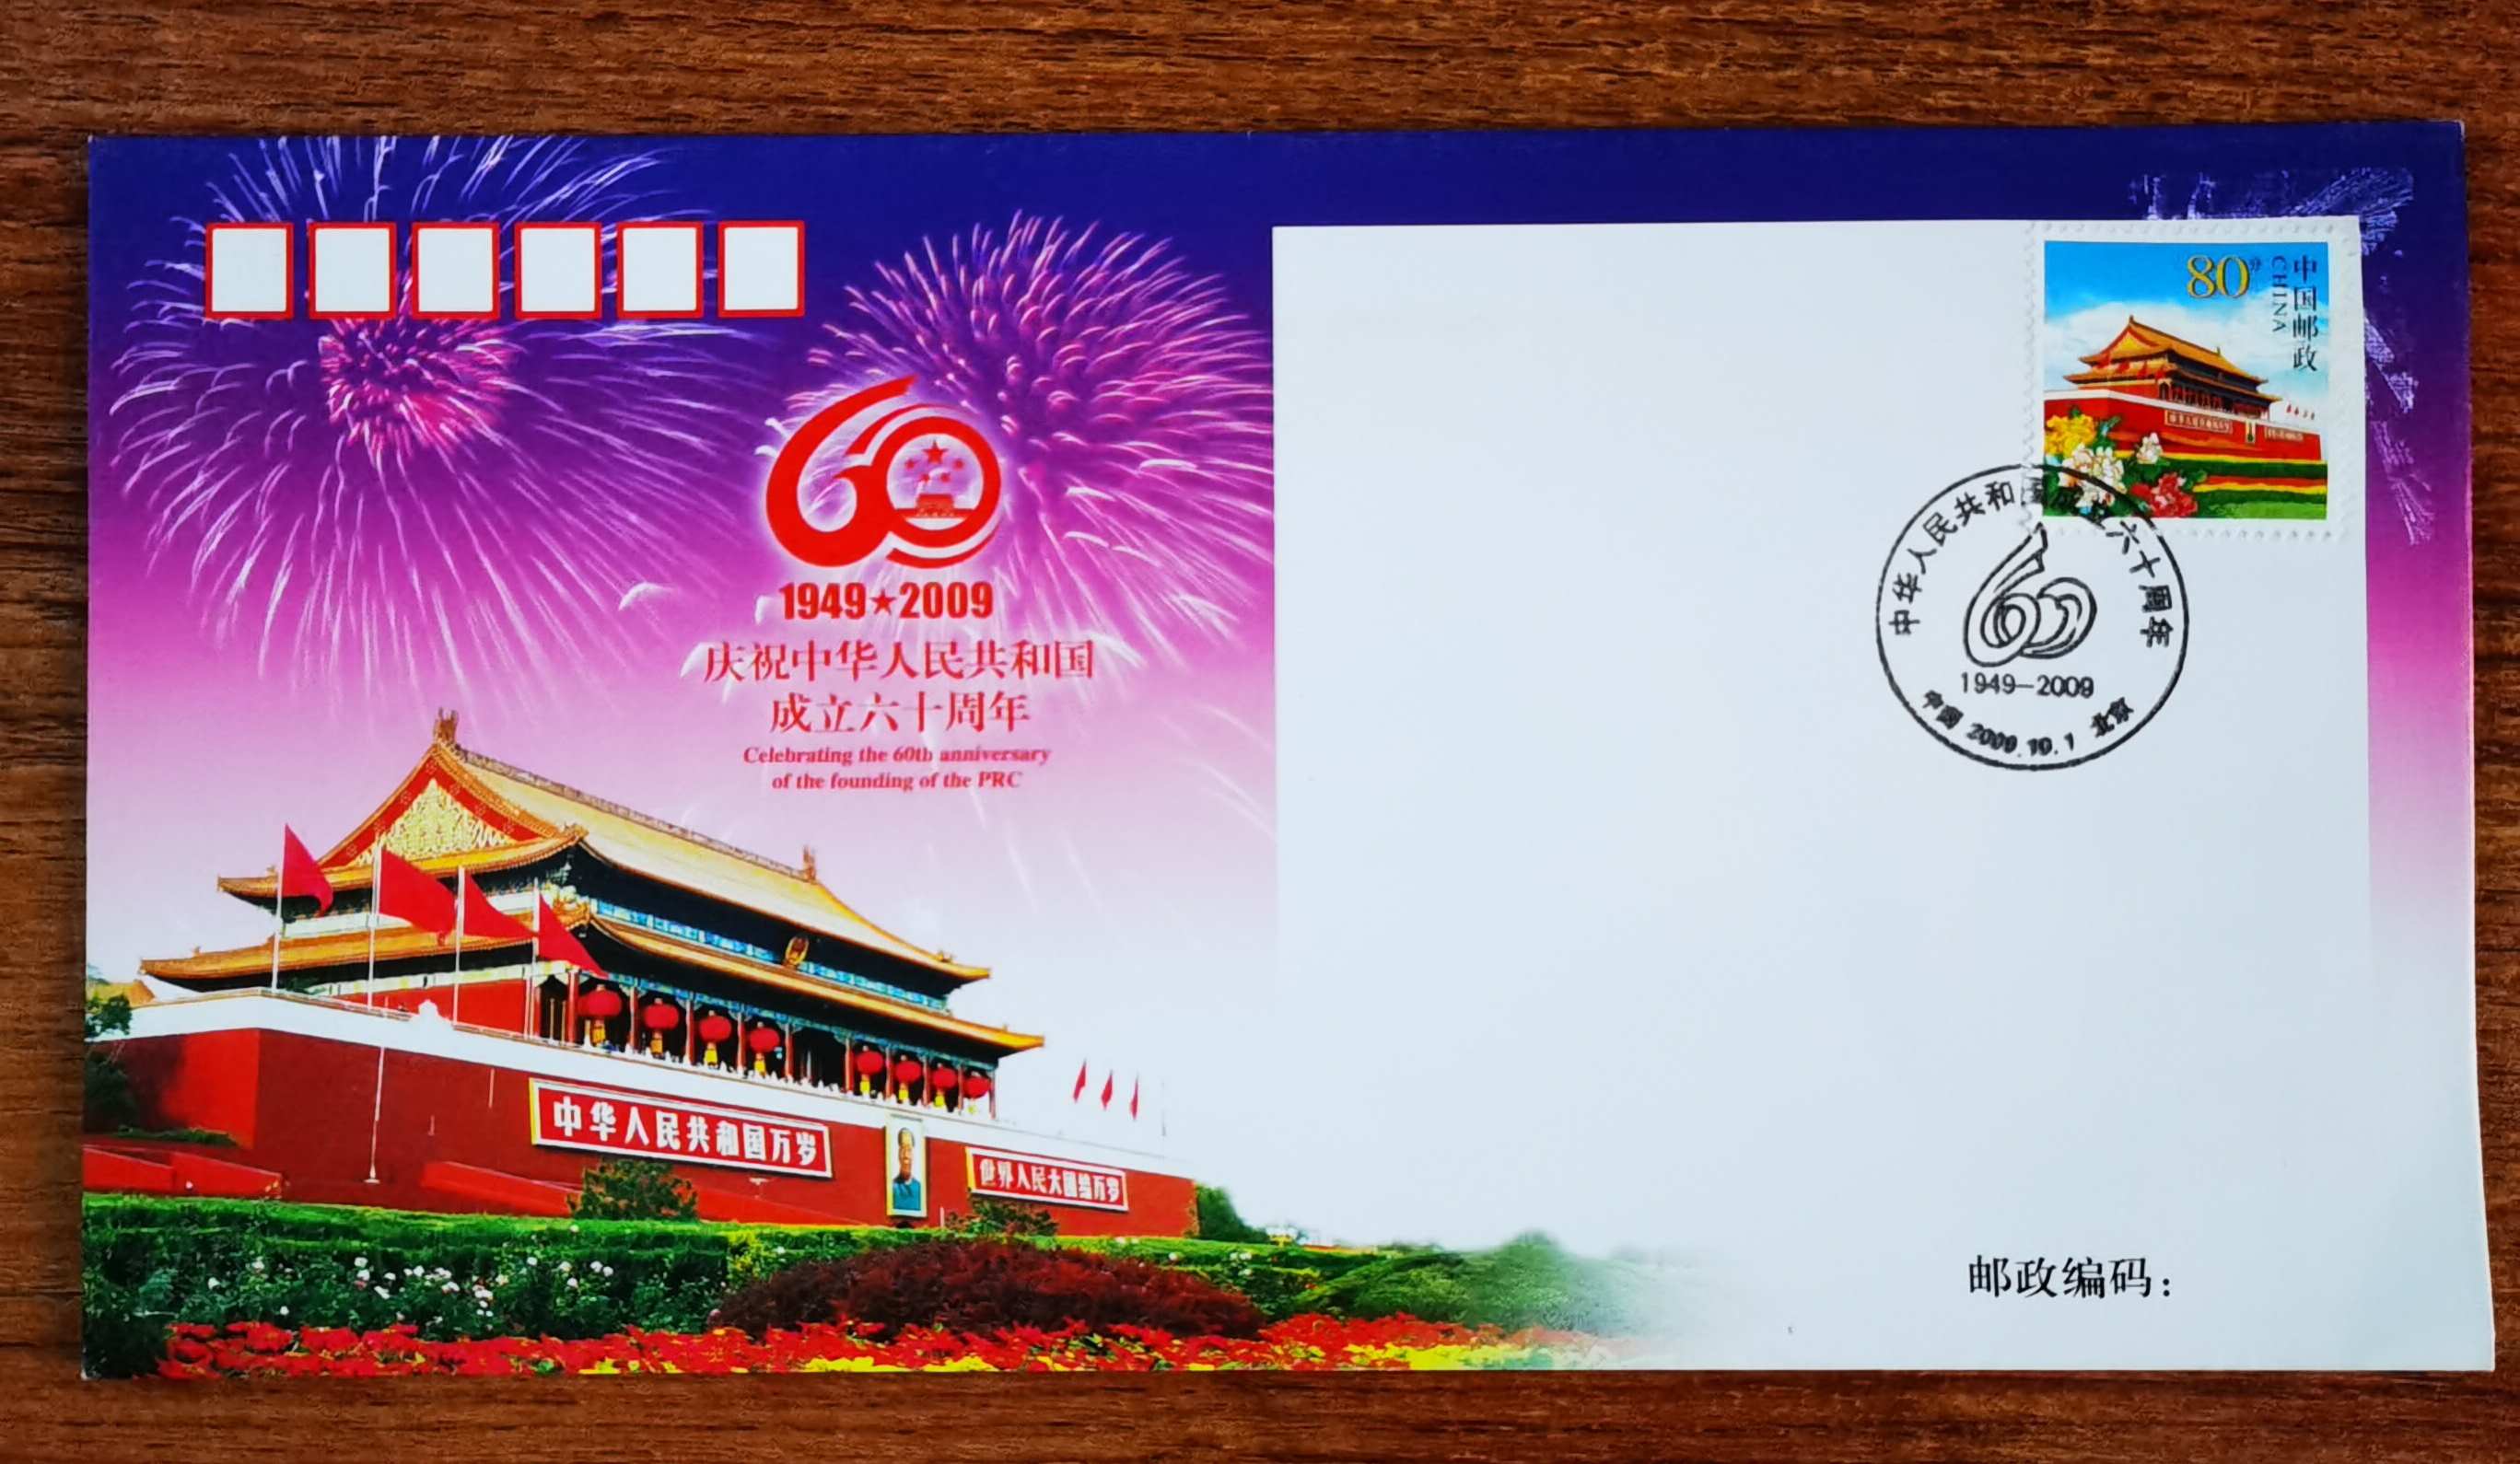 60
1949★2009
庆祝中华人民共和国
成立六十周年
Celebrating the 60th anniversary
of the founding of the PRC
中华人民共和国万岁
世界人民大团结万岁
80分
中国邮政
CHINA
中华人民共和国成立六十周年
60
1949-2009
中国 2009.10.1 北京
邮政编码：